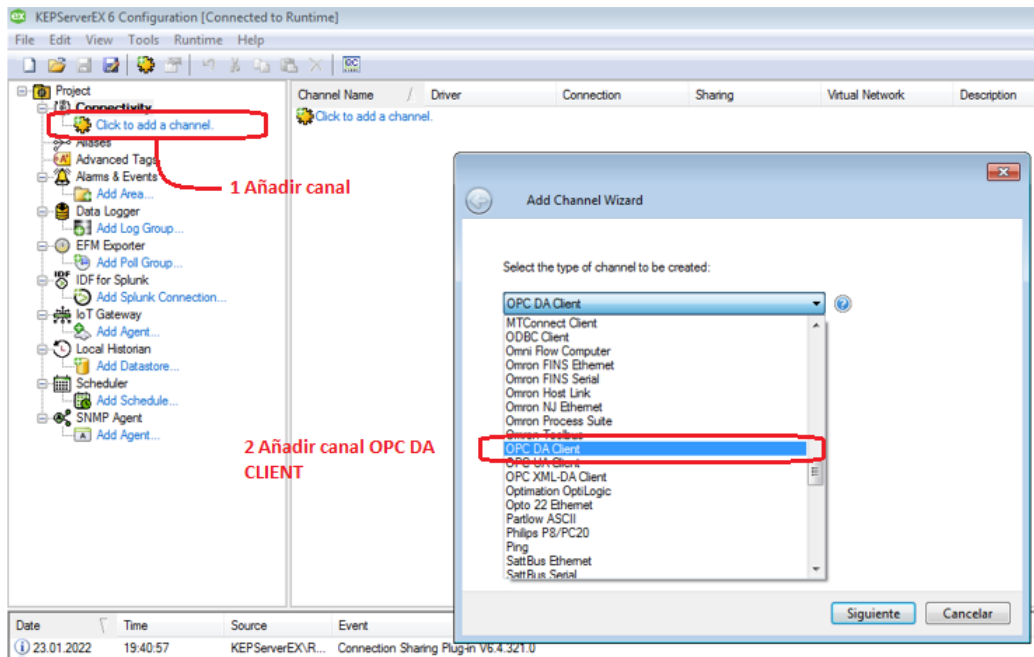 KEPServerEX 6 Configuration [Connected to Runtime]
File Edit View Tools Runtime Help
Project
Connectivity
Click to add a channel.
Aliases
Advanced Tags
Alarms & Events
Add Area...
Data Logger
Add Log Group...
EFM Exporter
Add Poll Group...
IDF for Splunk
Add Splunk Connection...
IoT Gateway
Add Agent...
Local Historian
Add Datastore...
Scheduler
Add Schedule...
SNMP Agent
Add Agent...
1 Añadir canal
2 Añadir canal OPC DA
CLIENT
Channel Name Driver Connection Sharing Virtual Network Description
Click to add a channel.
Add Channel Wizard
Select the type of channel to be created:
OPC DA Client
MTConnect Client
ODBC Client
Omni Flow Computer
Omron FINS Ethernet
Omron FINS Serial
Omron Host Link
Omron NJ Ethernet
Omron Process Suite
Omron Toolbus
OPC DA Client
OPC UA Client
OPC XML-DA Client
Optimation OptiLogic
Opto 22 Ethernet
Partlow ASCII
Philips P8/PC20
Ping
SattBus Ethernet
SattBus Serial
Siguiente Cancelar
Date Time Source Event
23.01.2022 19:40:57 KEPServerEX\R... Connection Sharing Plug-in V6.4.321.0